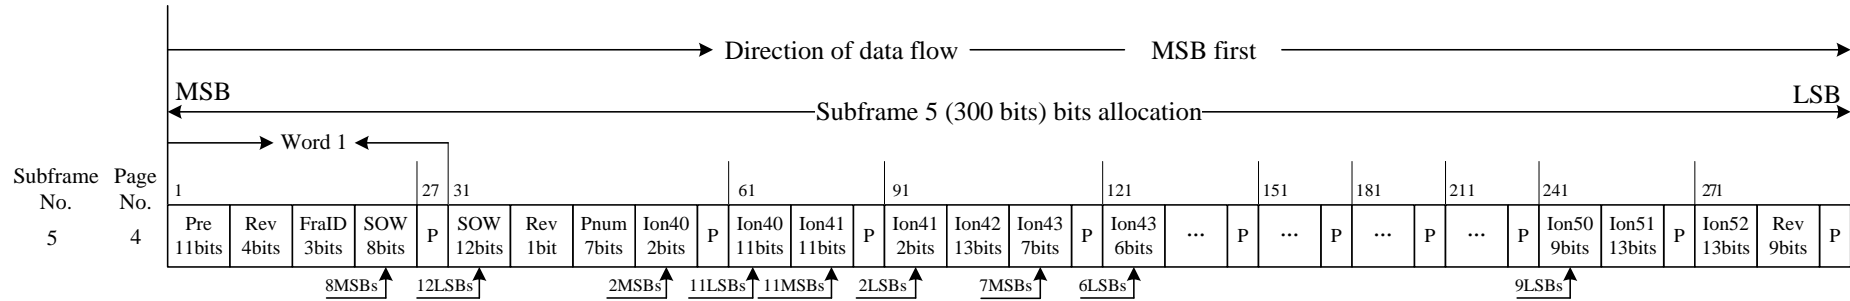 Direction of data flow MSB first
MSB LSB
Subframe 5 (300 bits) bits allocation
Word 1
Subframe No. Page No. 1 27 31 61 91 121 151 181 211 241 271
5 4 Pre 11bits Rev 4bits FraID 3bits SOW 8bits P SOW 12bits Rev 1bit Pnum 7bits Ion40 2bits P Ion40 11bits Ion41 11bits P Ion41 2bits Ion42 13bits Ion43 7bits P Ion43 6bits ... P ... P ... P ... P Ion50 9bits Ion51 13bits P Ion52 13bits Rev 9bits P
8MSBs 12LSBs 2MSBs 11LSBs 11MSBs 2LSBs 7MSBs 6LSBs 9LSBs